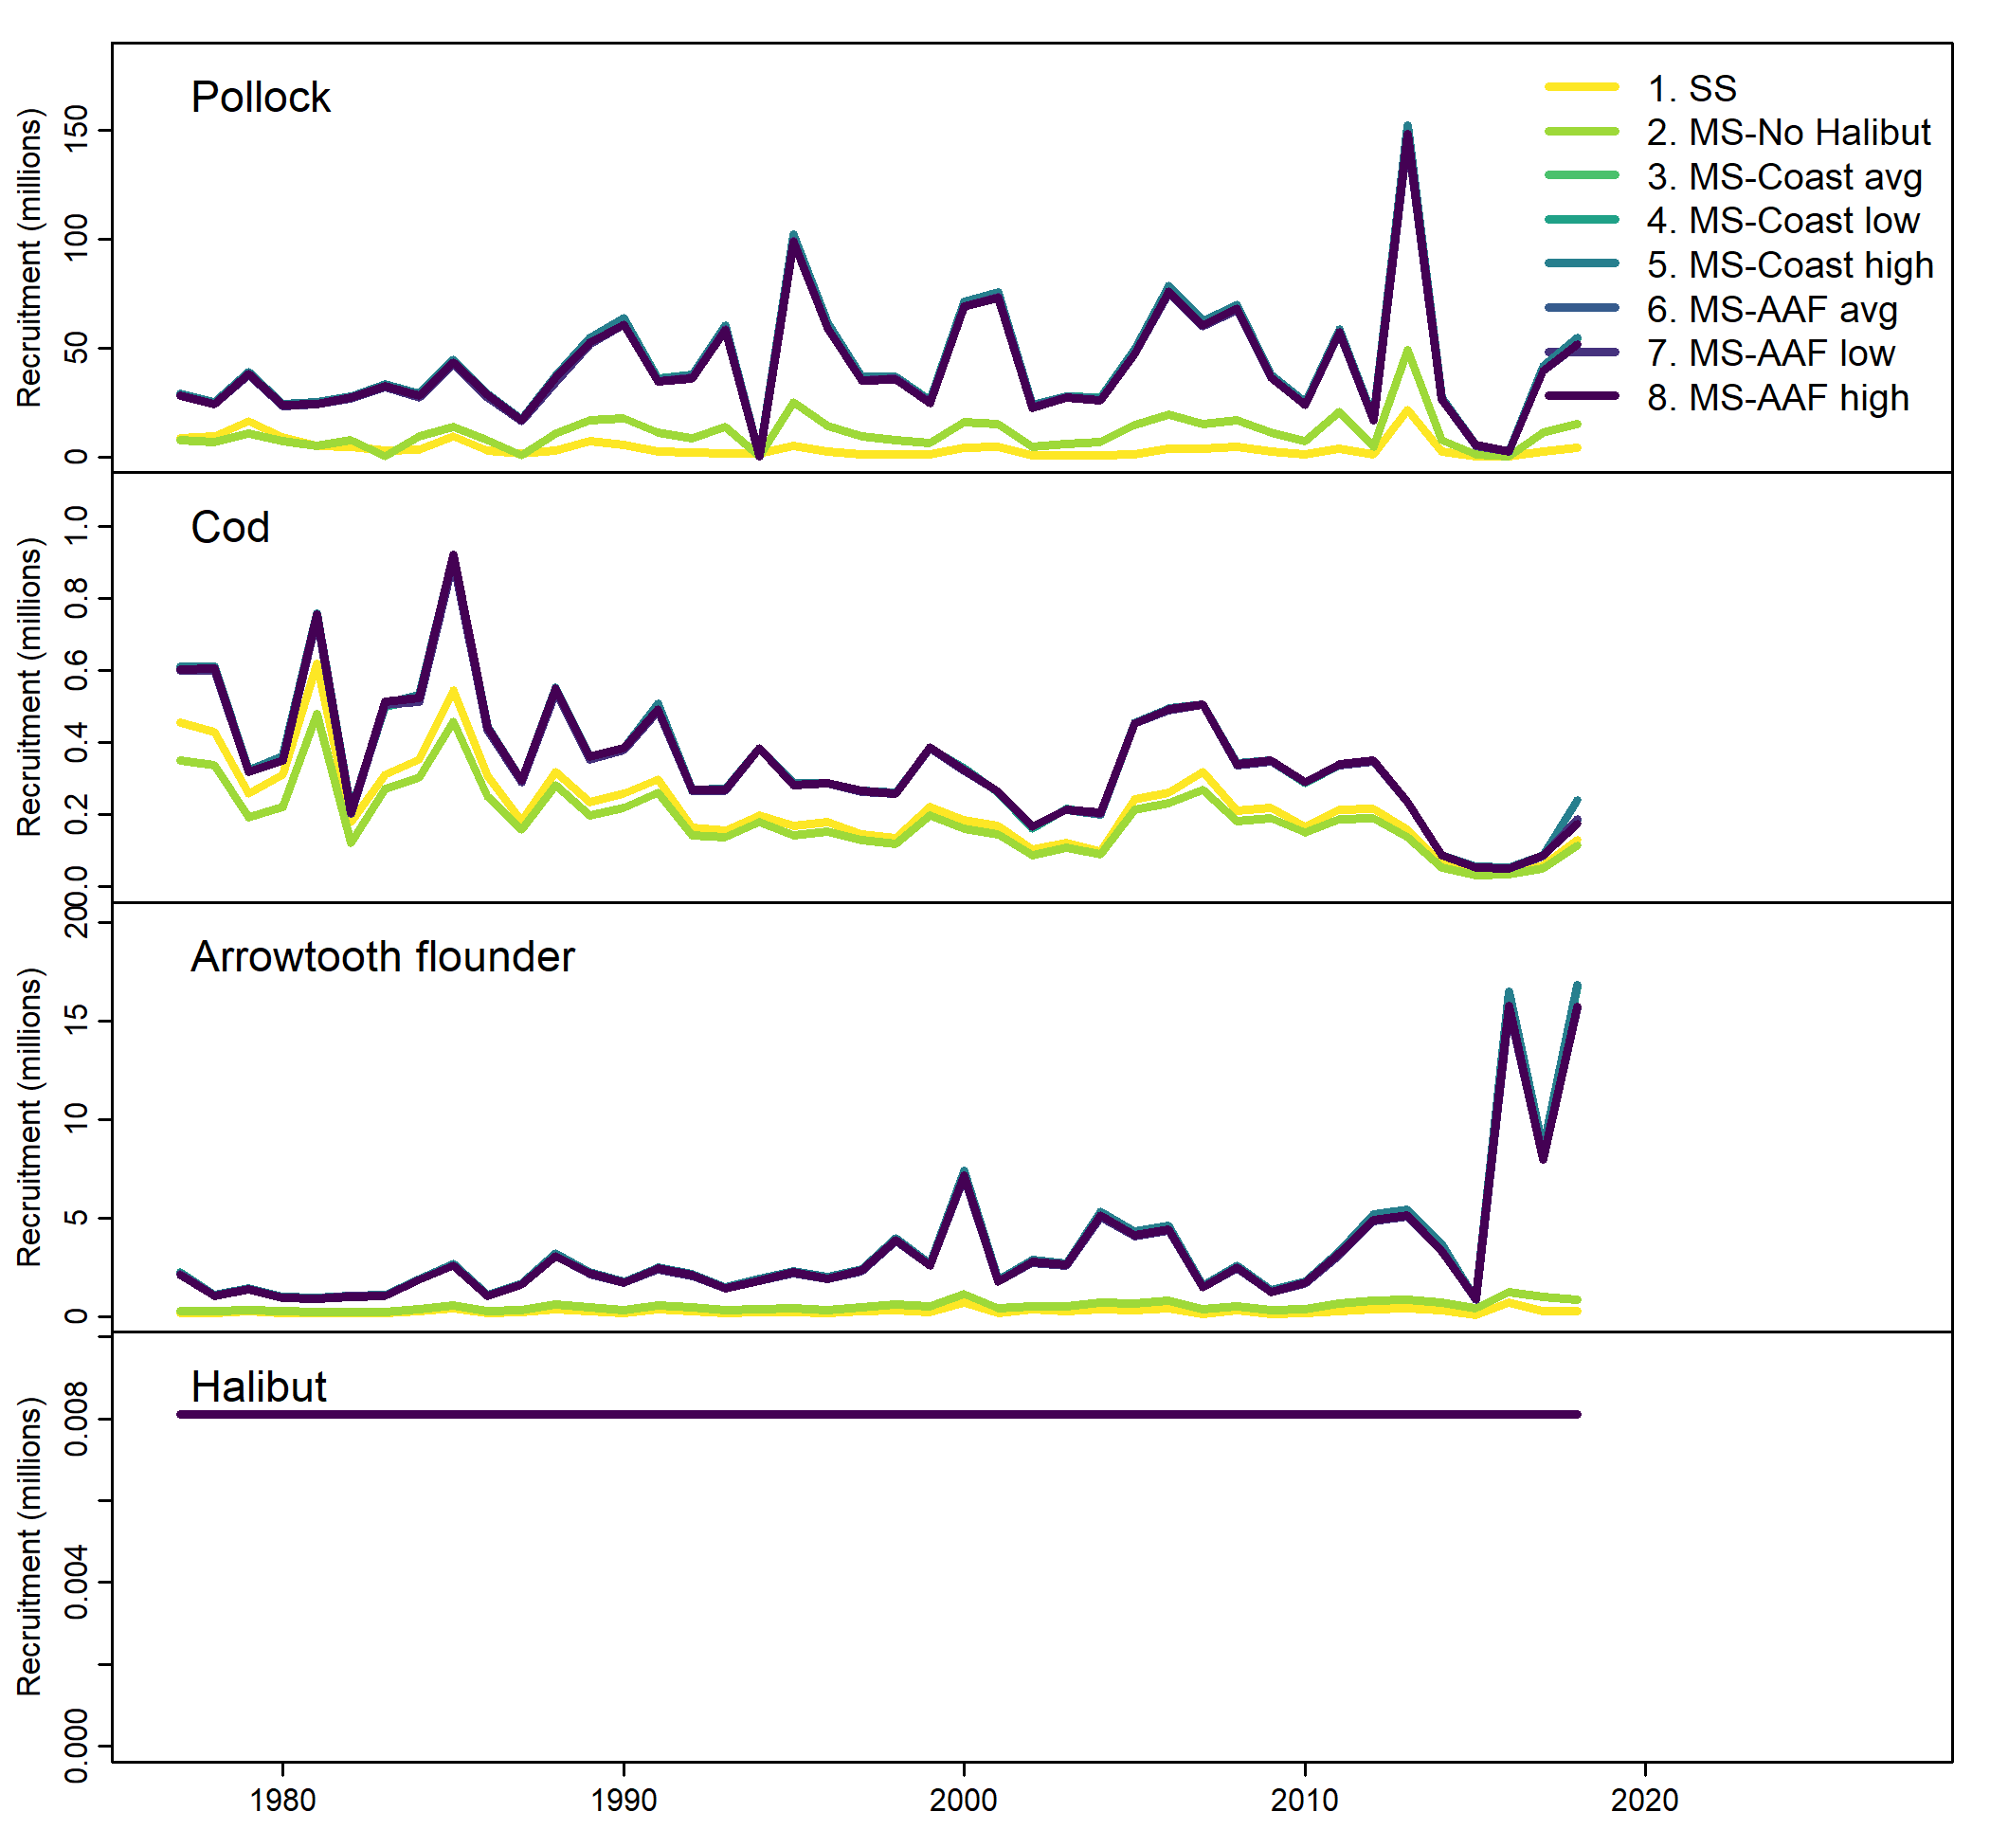 Pollock
Recruitment (millions)
150
100
50
0
1. SS
2. MS-No Halibut
3. MS-Coast avg
4. MS-Coast low
5. MS-Coast high
6. MS-AAF avg
7. MS-AAF low
8. MS-AAF high
Cod
Recruitment (millions)
1.0
0.8
0.6
0.4
0.2
0.0
Arrowtooth flounder
Recruitment (millions)
20
15
10
5
0
Halibut
Recruitment (millions)
0.008
0.004
0.000
1980 1990 2000 2010 2020